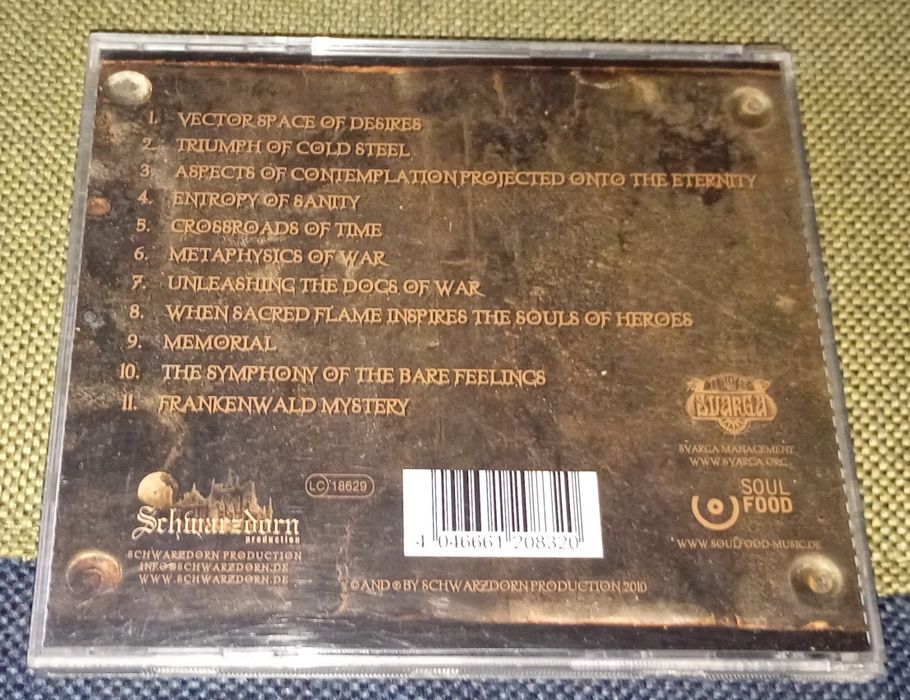 1. VECTOR SPACE OF DESIRES
2. TRIUMPH OF COLD STEEL
3. ASPECTS OF CONTEMPLATION PROJECTED ONTO THE ETERNITY
4. ENTROPY OF SANITY
5. CROSSROADS OF TIME
6. METAPHYSICS OF WAR
7. UNLEASHING THE DOGS OF WAR
8. WHEN SACRED FLAME INSPIRES THE SOULS OF HEROES
9. MEMORIAL
10. THE SYMPHONY OF THE BARE FEELINGS
11. FRANKENWALD MYSTERY
SVARGA
SVARGA MANAGEMENT
WWW.SVARGA.ORG
LC 18629
Schwarzdorn
production
SCHWARZDORN PRODUCTION
INFO@SCHWARZDORN.DE
WWW.SCHWARZDORN.DE
4 046661 208320
SOUL
FOOD
WWW.SOULFOOD-MUSIC.DE
© AND ℗ BY SCHWARZDORN PRODUCTION 2010